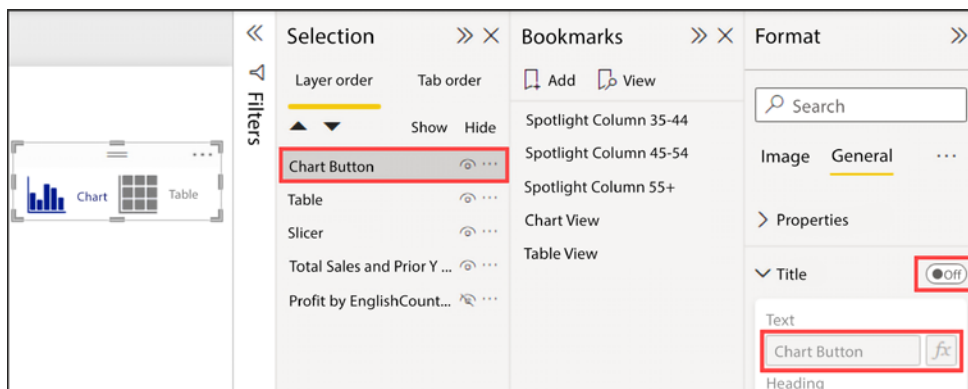 Chart
Table
Filters
Selection
Layer order
Tab order
Show Hide
Chart Button
Table
Slicer
Total Sales and Prior Y ...
Profit by EnglishCount...
Bookmarks
Add View
Spotlight Column 35-44
Spotlight Column 45-54
Spotlight Column 55+
Chart View
Table View
Format
Search
Image General
Properties
Title Off
Text
Chart Button fx
Heading